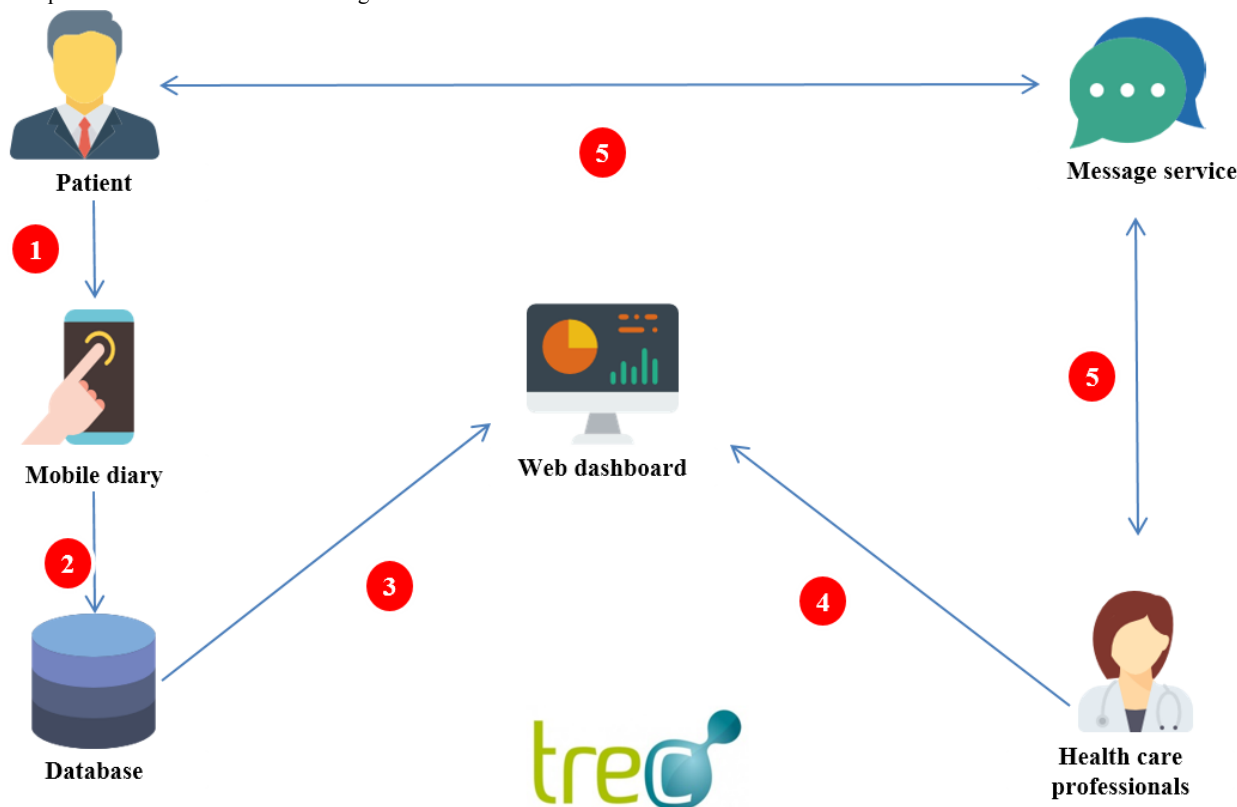 5
Message service
Patient
1
5
Web dashboard
Mobile diary
2
3
4
trec
Database
Health care
professionals